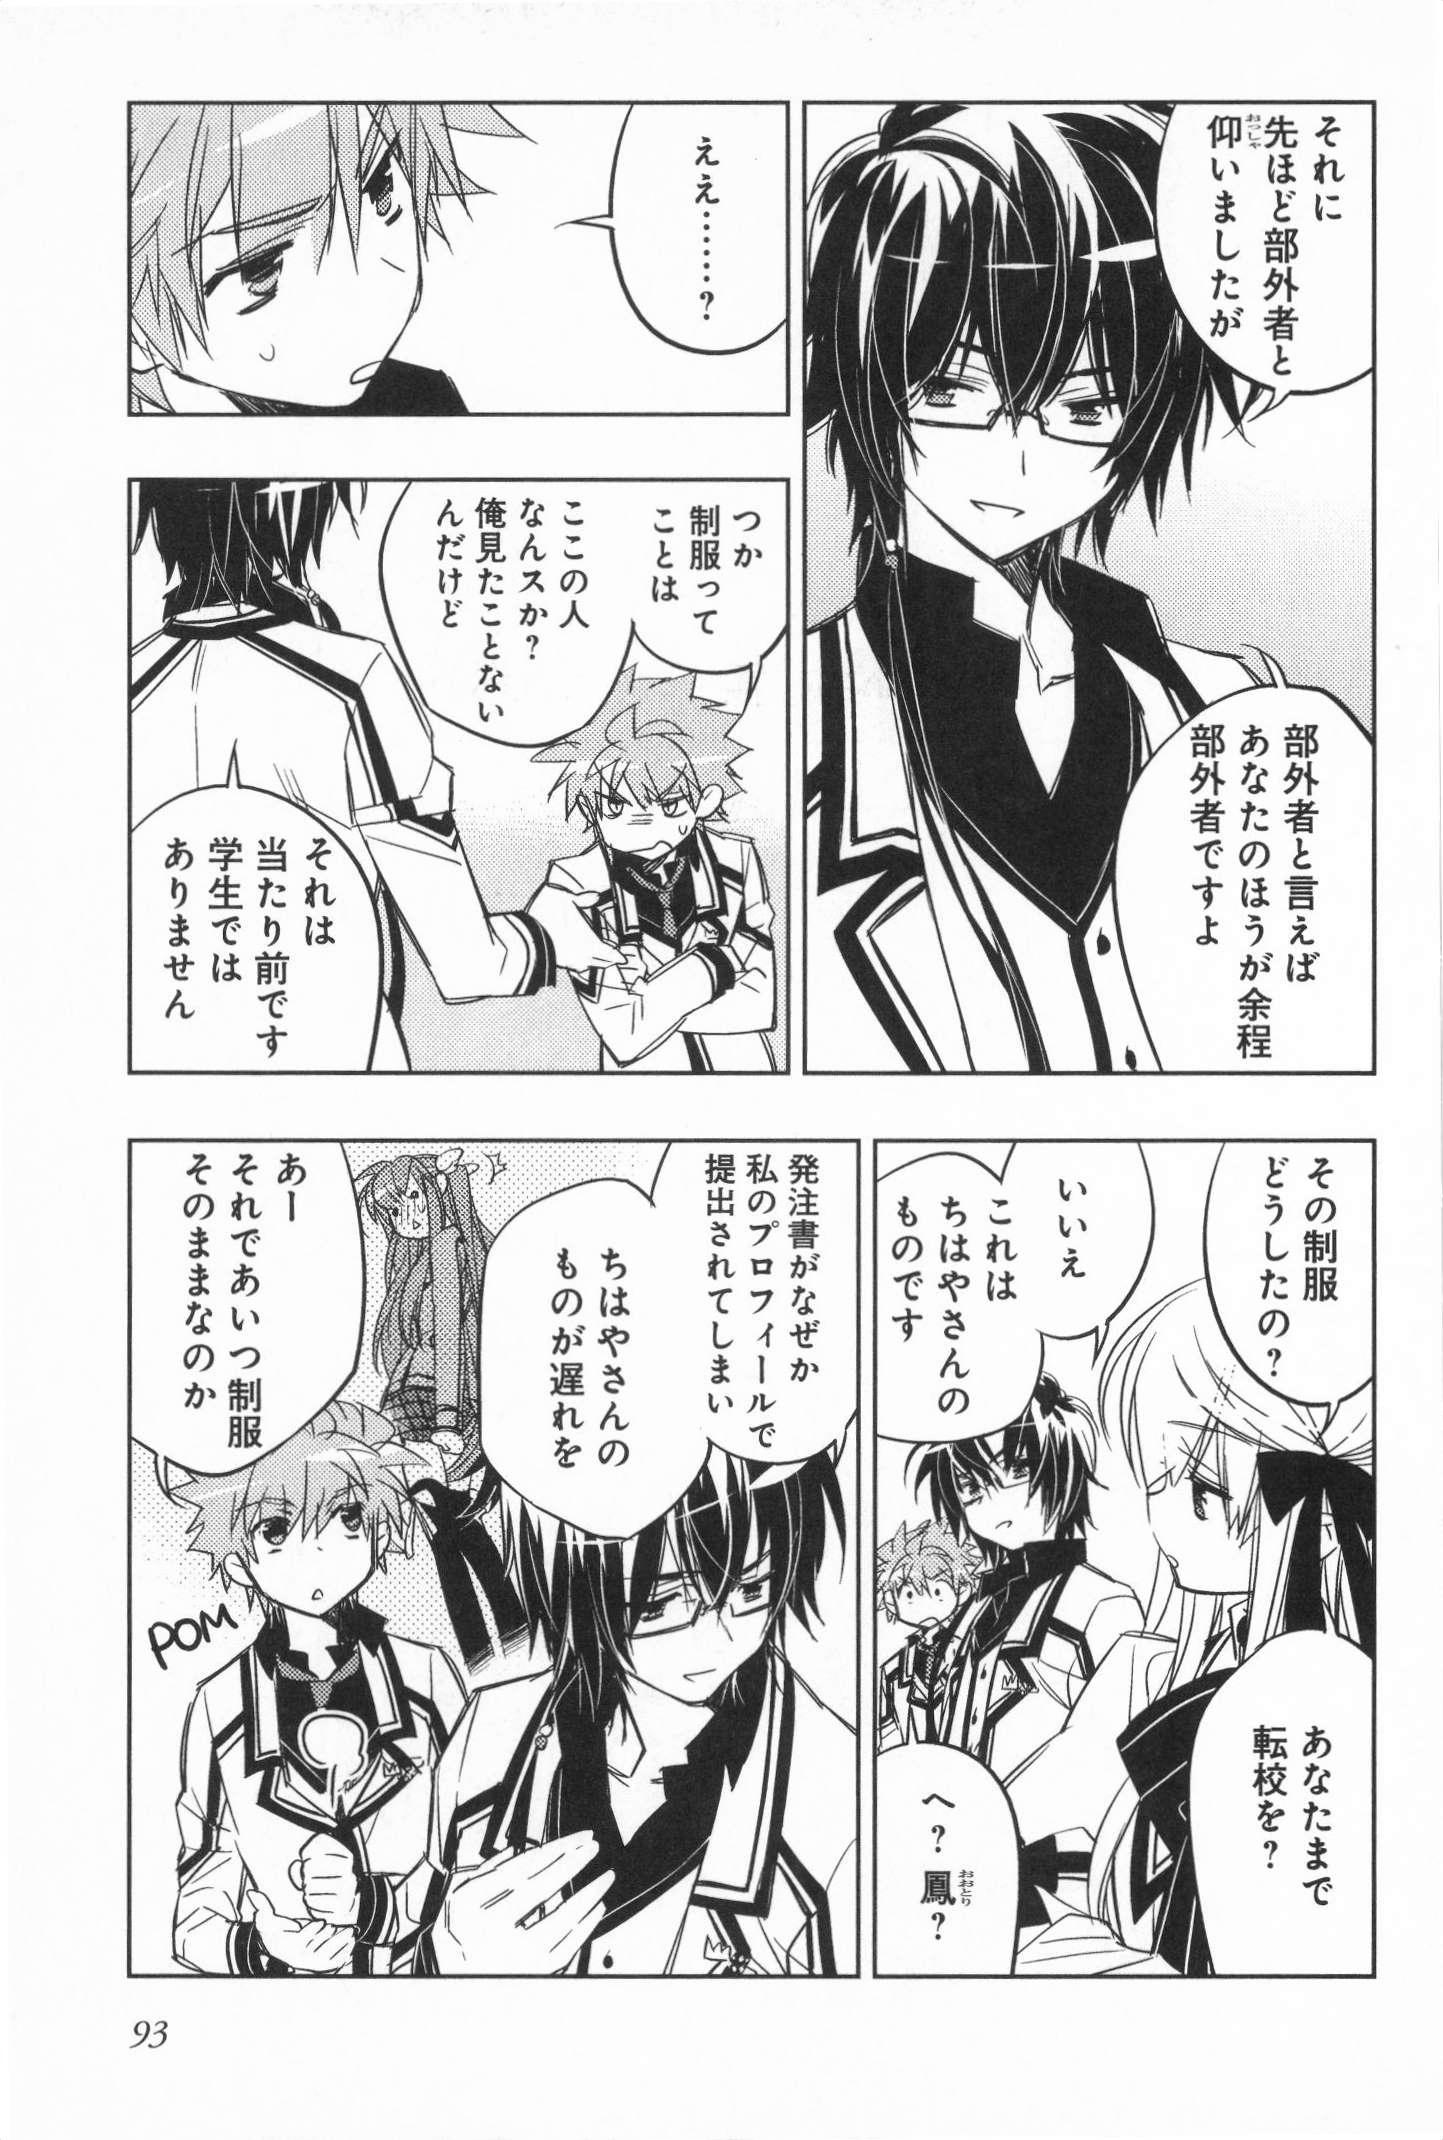 それに
先ほど部外者と
仰いましたが
おっしゃ
部外者と言えば
あなたのほうが余程
部外者ですよ
ええ……?
つか
制服って
ことは
ここの人
なんスか?
俺見たことない
んだけど
それは
当たり前です
学生では
ありません
その制服
どうしたの?
いいえ
これは
ちはやさんの
ものです
あなたまで
転校を?
へ?鳳?
おおとり
発注書がなぜか
私のプロフィールで
提出されてしまい
ちはやさんの
ものが遅れを
あー
それであいつ制服
そのままなのか
POM
93